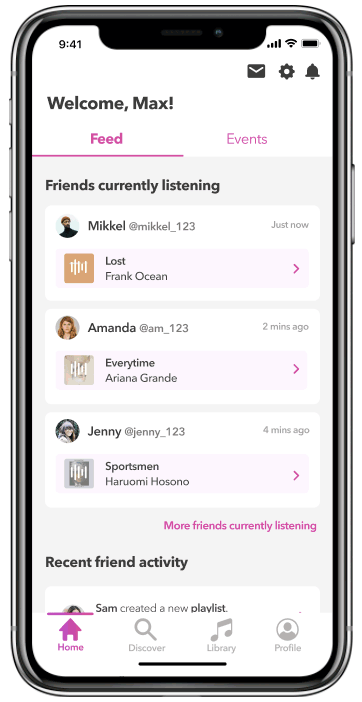 9:41
Welcome, Max!
Feed
Events
Friends currently listening
Mikkel @mikkel_123
Just now
Lost
Frank Ocean
Amanda @am_123
2 mins ago
Everytime
Ariana Grande
Jenny @jenny_123
4 mins ago
Sportsmen
Haruomi Hosono
More friends currently listening
Recent friend activity
Sam created a new playlist.
Home
Discover
Library
Profile